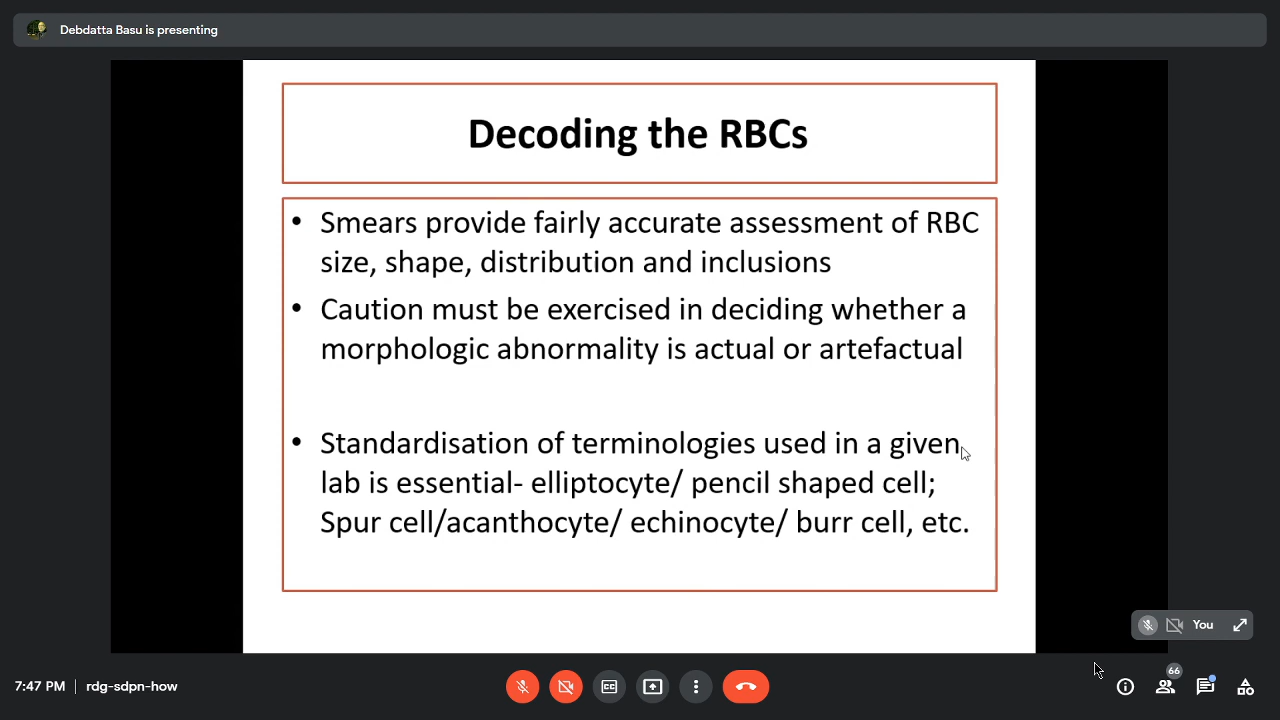 Debdatta Basu is presenting
Decoding the RBCs
• Smears provide fairly accurate assessment of RBC
size, shape, distribution and inclusions
• Caution must be exercised in deciding whether a
morphologic abnormality is actual or artefactual
• Standardisation of terminologies used in a given
lab is essential- elliptocyte/ pencil shaped cell;
Spur cell/acanthocyte/ echinocyte/ burr cell, etc.
You
7:47 PM | rdg-sdpn-how
CC
66